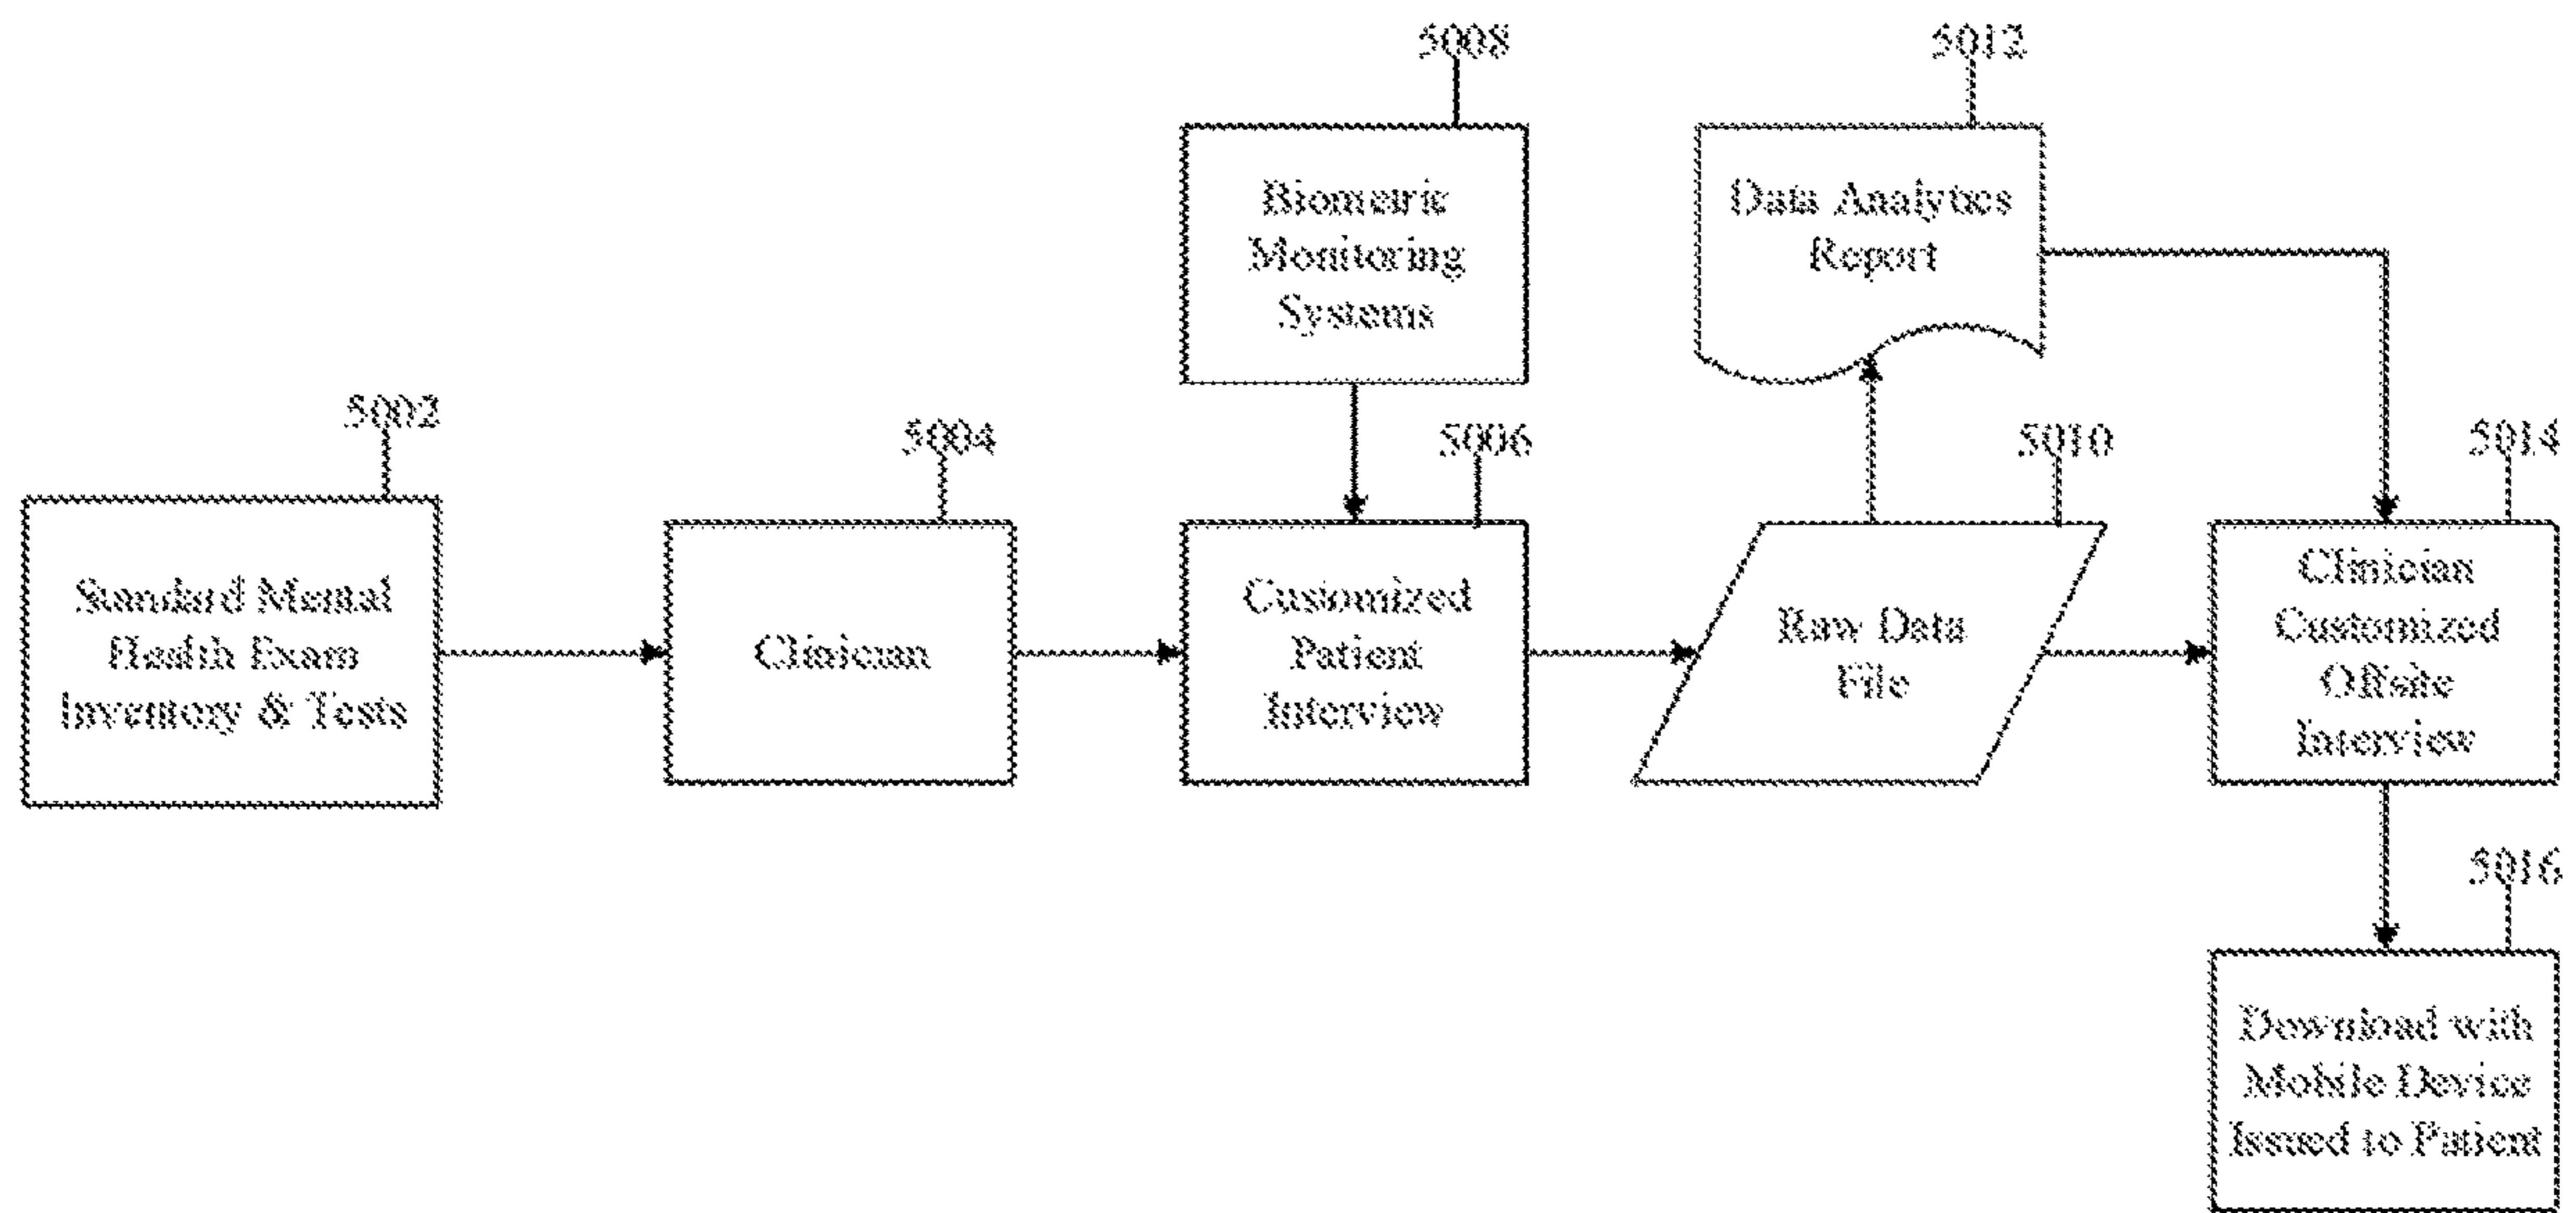 5008
5012
Biometric
Monitoring
Systems
Data Analytics
Report
5002
5004
5006
5010
5014
Standard Mental
Health Exam
Inventory & Tests
Clinician
Customized
Patient
Interview
Raw Data
File
Clinician
Customized
Offsite
Interview
5016
Download with
Mobile Device
Issued to Patient